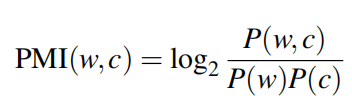 PMI(w,c) = log₂ P(w,c) / P(w)P(c)